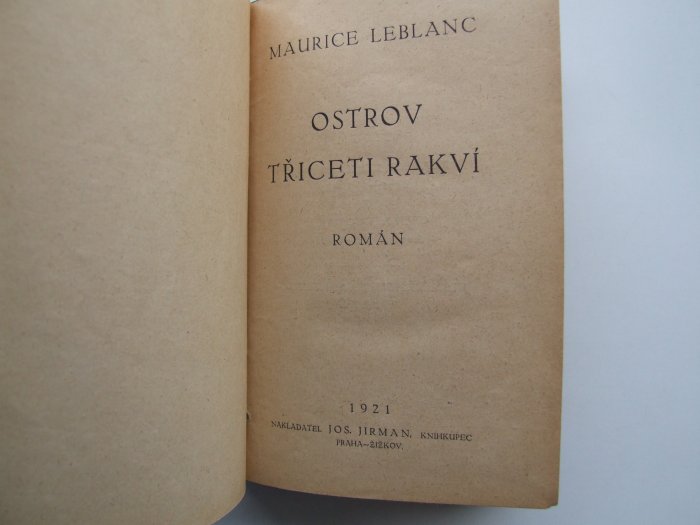 MAURICE LEBLANC
OSTROV
TŘICETI RAKVÍ
ROMÁN
1921
NAKLADATEL JOS. JIRMAN, KNIHKUPEC
PRAHA–ŽIŽKOV.